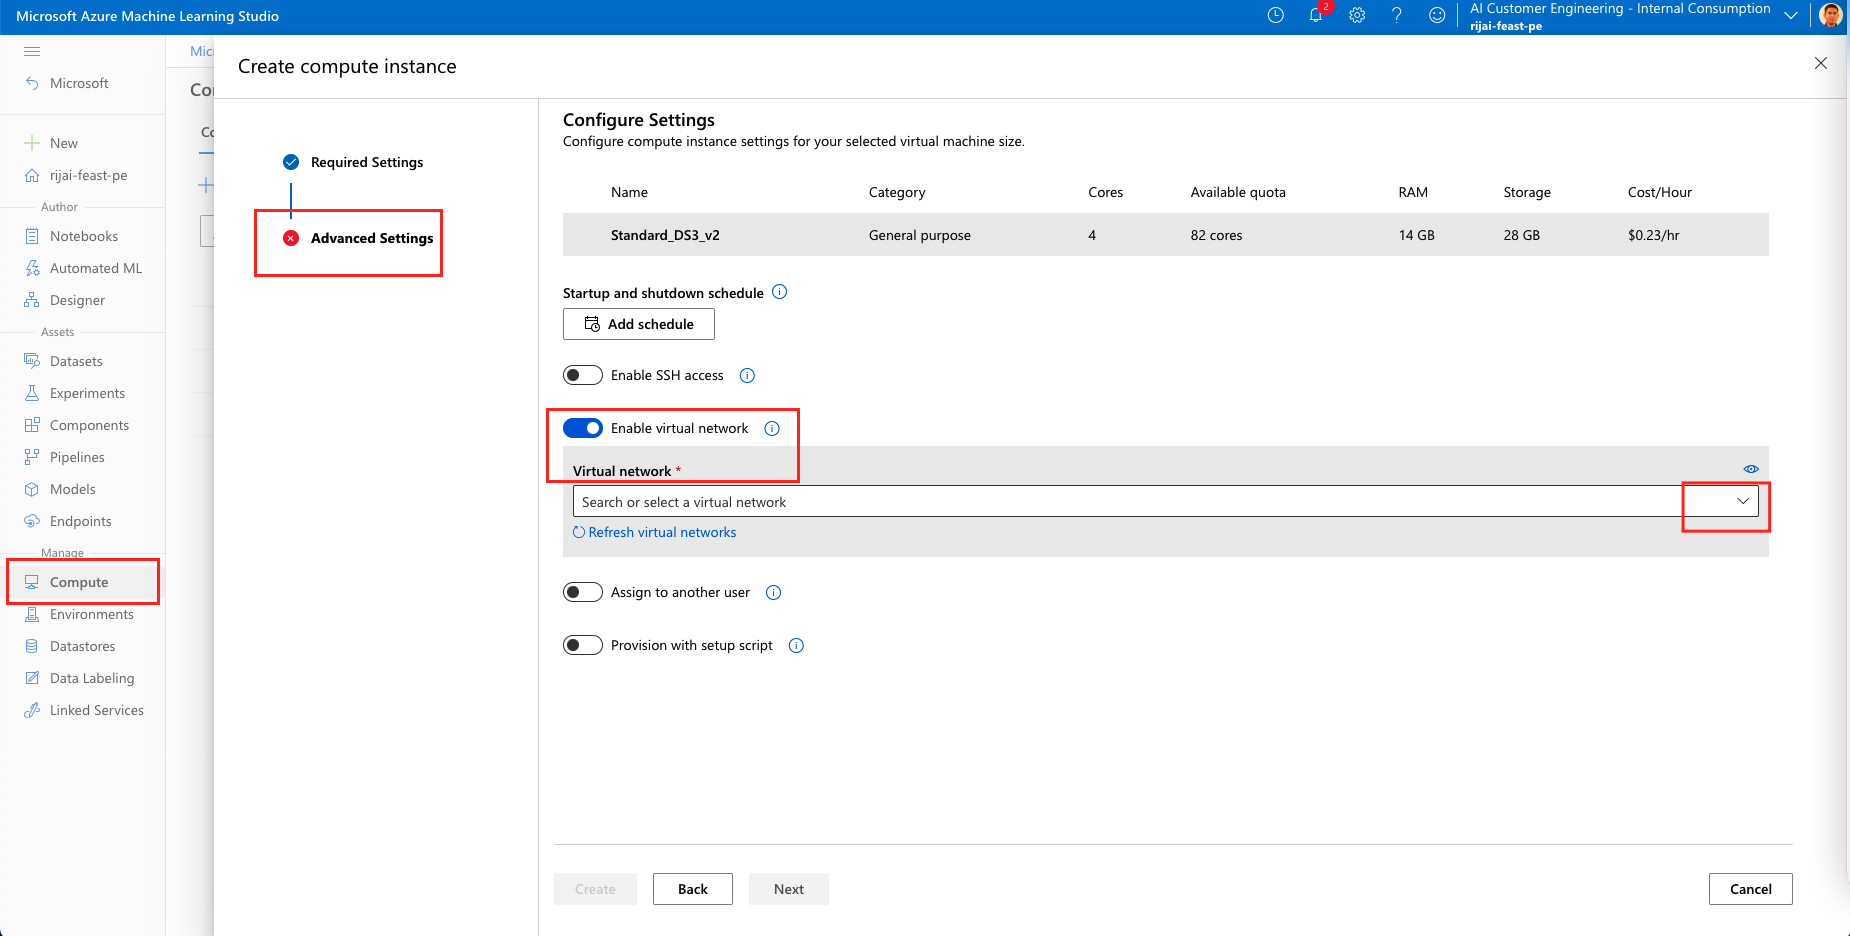 Microsoft Azure Machine Learning Studio
2
AI Customer Engineering - Internal Consumption
rijai-feast-pe
Microsoft
New
rijai-feast-pe
Author
Notebooks
Automated ML
Designer
Assets
Datasets
Experiments
Components
Pipelines
Models
Endpoints
Manage
Compute
Environments
Datastores
Data Labeling
Linked Services
Create compute instance
Required Settings
Advanced Settings
Configure Settings
Configure compute instance settings for your selected virtual machine size.
Name Category Cores Available quota RAM Storage Cost/Hour
Standard_DS3_v2 General purpose 4 82 cores 14 GB 28 GB $0.23/hr
Startup and shutdown schedule
Add schedule
Enable SSH access
Enable virtual network
Virtual network *
Search or select a virtual network
Refresh virtual networks
Assign to another user
Provision with setup script
Create Back Next Cancel